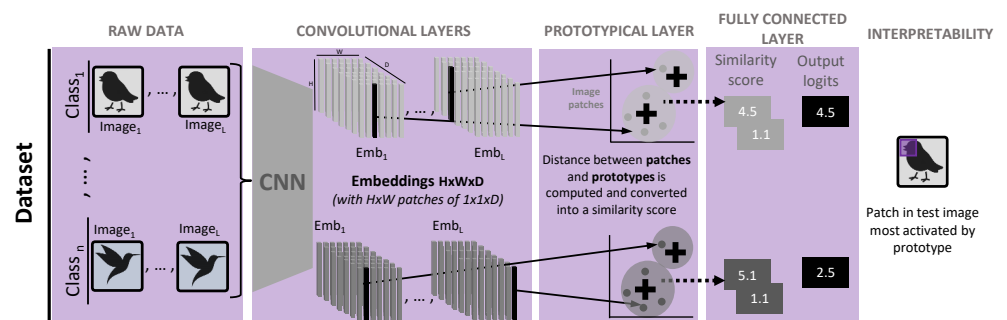 RAW DATA
CONVOLUTIONAL LAYERS
PROTOTYPICAL LAYER
FULLY CONNECTED
LAYER
INTERPRETABILITY
Dataset
Class1
, ... ,
Image1
ImageL
, ... ,
Class n
Image1
ImageL
, ... ,
CNN
W
D
H
, ... ,
Emb1
EmbL
Embeddings HxWxD
(with HxW patches of 1x1xD)
Emb1
EmbL
, ... ,
Image
patches
Distance between patches
and prototypes is
computed and converted
into a similarity score
Similarity
score
Output
logits
4.5
1.1
4.5
5.1
1.1
2.5
Patch in test image
most activated by
prototype